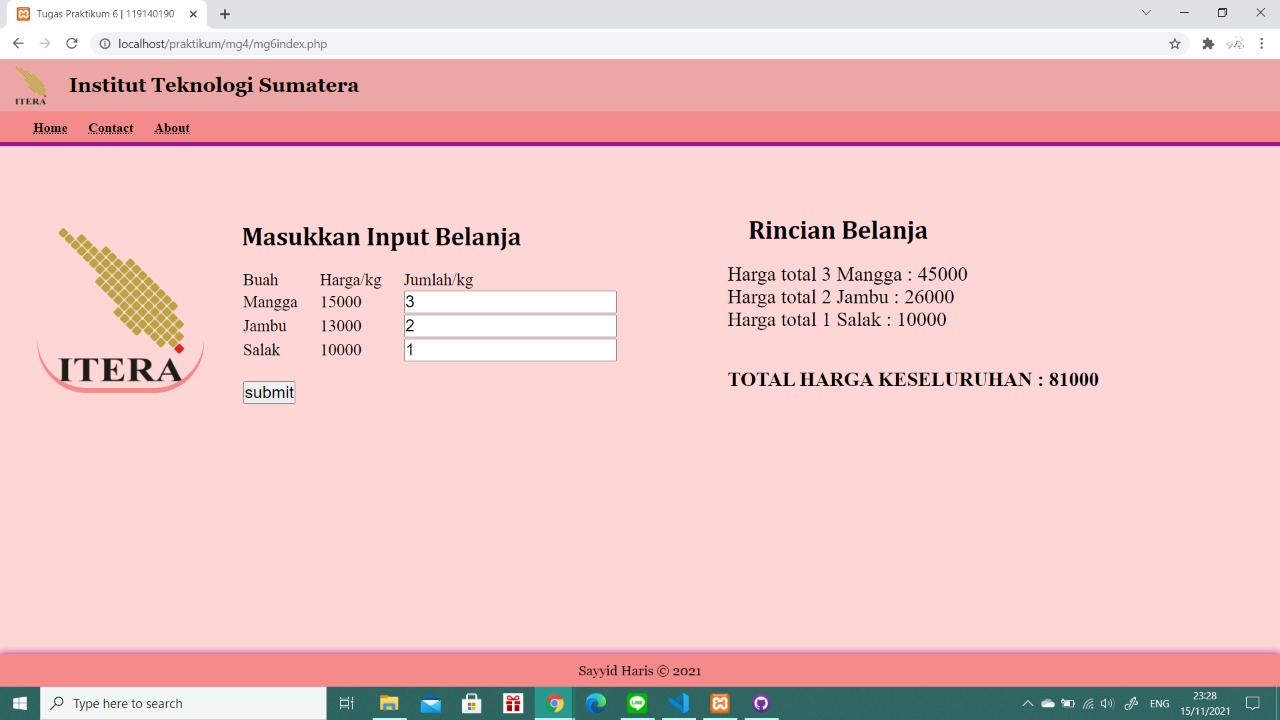 Tugas Praktikum 6 | 119140190
localhost/praktikum/mg4/mg6index.php
ITERA
Institut Teknologi Sumatera
Home Contact About
ITERA
Masukkan Input Belanja
Buah Harga/kg Jumlah/kg
Mangga 15000 3
Jambu 13000 2
Salak 10000 1
submit
Rincian Belanja
Harga total 3 Mangga : 45000
Harga total 2 Jambu : 26000
Harga total 1 Salak : 10000
TOTAL HARGA KESELURUHAN : 81000
Sayyid Haris © 2021
Type here to search
LINE
ENG
23:28
15/11/2021